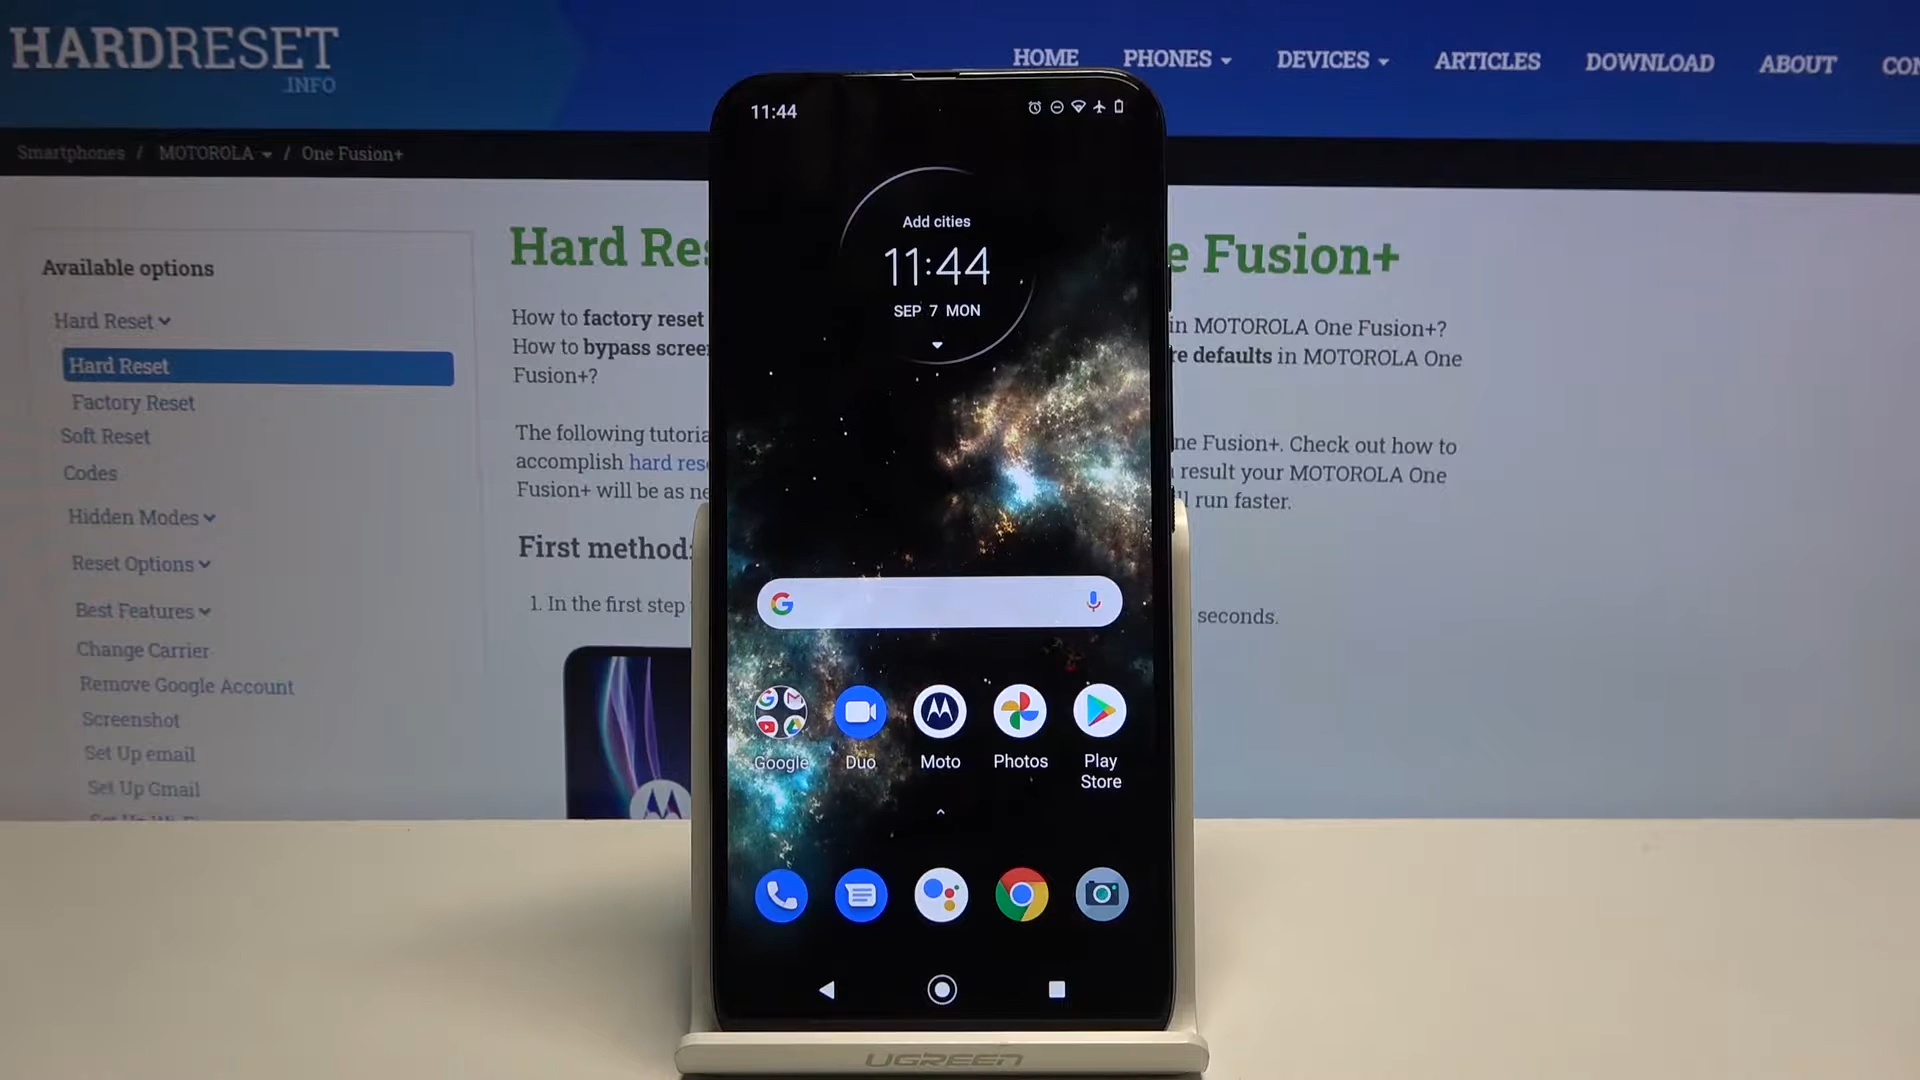 HARDRESET
.INFO
HOME PHONES DEVICES ARTICLES DOWNLOAD ABOUT
Smartphones / MOTOROLA / One Fusion+
Available options
Hard Reset
Hard Reset
Factory Reset
Soft Reset
Codes
Hidden Modes
Reset Options
Best Features
Change Carrier
Remove Google Account
Screenshot
Set Up email
Set Up Gmail
Hard Res
e Fusion+
How to factory reset
in MOTOROLA One Fusion+?
How to bypass scree
re defaults in MOTOROLA One
Fusion+?
The following tutoria
ne Fusion+. Check out how to
accomplish hard res
result your MOTOROLA One
Fusion+ will be as ne
ll run faster.
First method:
1. In the first step
seconds.
11:44
Add cities
11:44
SEP 7 MON
Google
Duo
Moto
Photos
Play
Store
UGREEN